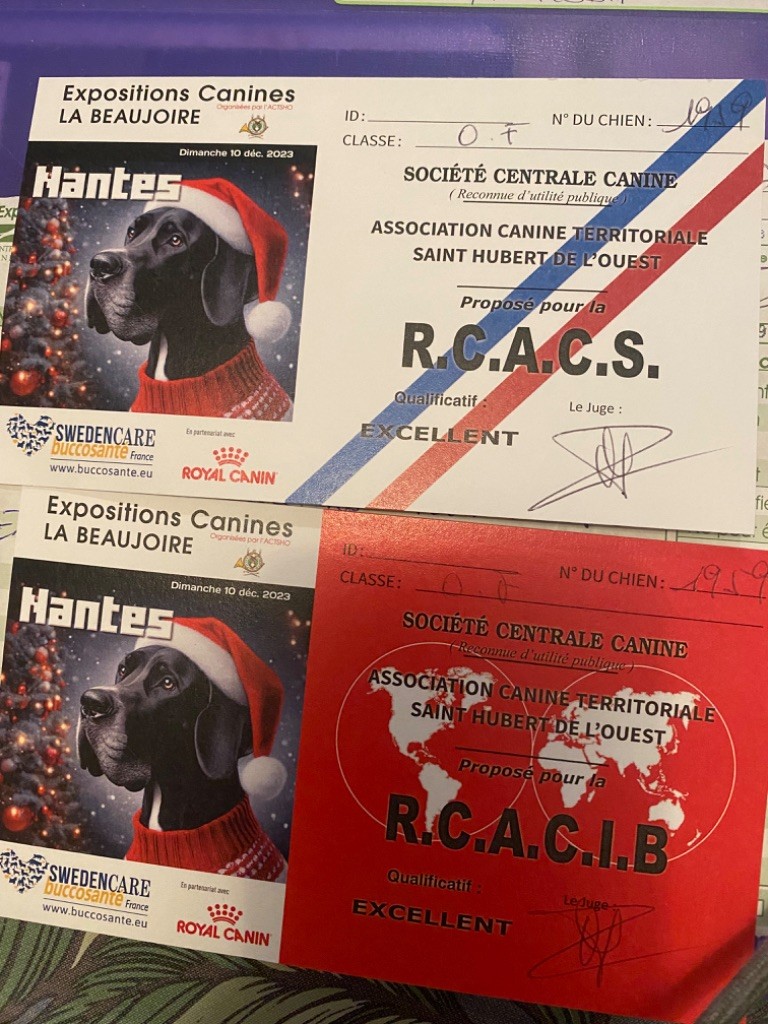 Expositions Canines
Organisées par l'ACTSHO
LA BEAUJOIRE
Dimanche 10 déc. 2023
Nantes
SWEDENCARE
buccosante France
www.buccosante.eu
En partenariat avec
ROYAL CANIN
ID:
N° DU CHIEN : 1959
CLASSE : O.F
SOCIÉTÉ CENTRALE CANINE
( Reconnue d'utilité publique )
ASSOCIATION CANINE TERRITORIALE
SAINT HUBERT DE L'OUEST
Proposé pour la
R.C.A.C.S.
Qualificatif :
EXCELLENT
Le Juge :
Expositions Canines
Organisées par l'ACTSHO
LA BEAUJOIRE
Dimanche 10 déc. 2023
Nantes
SWEDENCARE
buccosante France
www.buccosante.eu
En partenariat avec
ROYAL CANIN
ID:
N° DU CHIEN : 1959
CLASSE : O.F
SOCIÉTÉ CENTRALE CANINE
( Reconnue d'utilité publique )
ASSOCIATION CANINE TERRITORIALE
SAINT HUBERT DE L'OUEST
Proposé pour la
R.C.A.C.I.B
Qualificatif :
EXCELLENT
Le Juge :